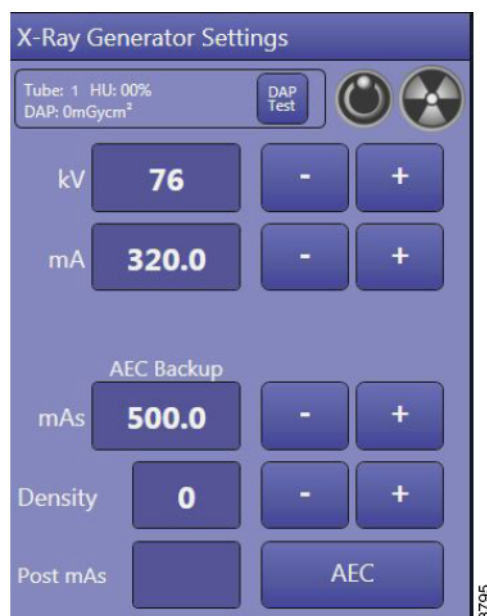 X-Ray Generator Settings
Tube: 1 HU: 00%
DAP: 0mGycm²
DAP
Test
kV 76 - +
mA 320.0 - +
AEC Backup
mAs 500.0 - +
Density 0 - +
Post mAs AEC